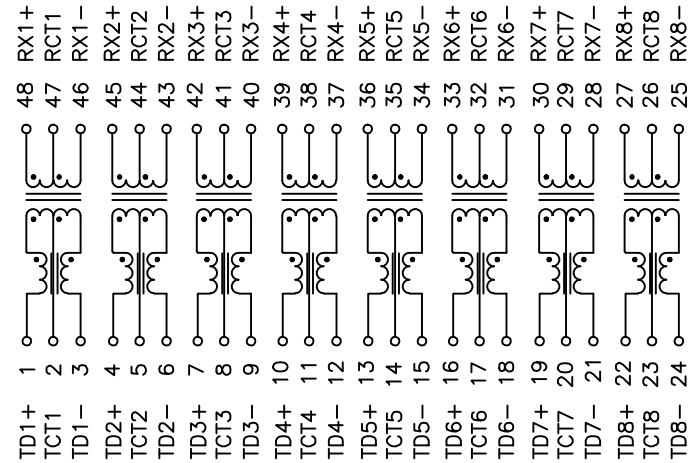 RX1+ RCT1 RX1− RX2+ RCT2 RX2− RX3+ RCT3 RX3− RX4+ RCT4 RX4− RX5+ RCT5 RX5− RX6+ RCT6 RX6− RX7+ RCT7 RX7− RX8+ RCT8 RX8−
48 47 46 45 44 43 42 41 40 39 38 37 36 35 34 33 32 31 30 29 28 27 26 25
1 2 3 4 5 6 7 8 9 10 11 12 13 14 15 16 17 18 19 20 21 22 23 24
TD1+ TCT1 TD1− TD2+ TCT2 TD2− TD3+ TCT3 TD3− TD4+ TCT4 TD4− TD5+ TCT5 TD5− TD6+ TCT6 TD6− TD7+ TCT7 TD7− TD8+ TCT8 TD8−